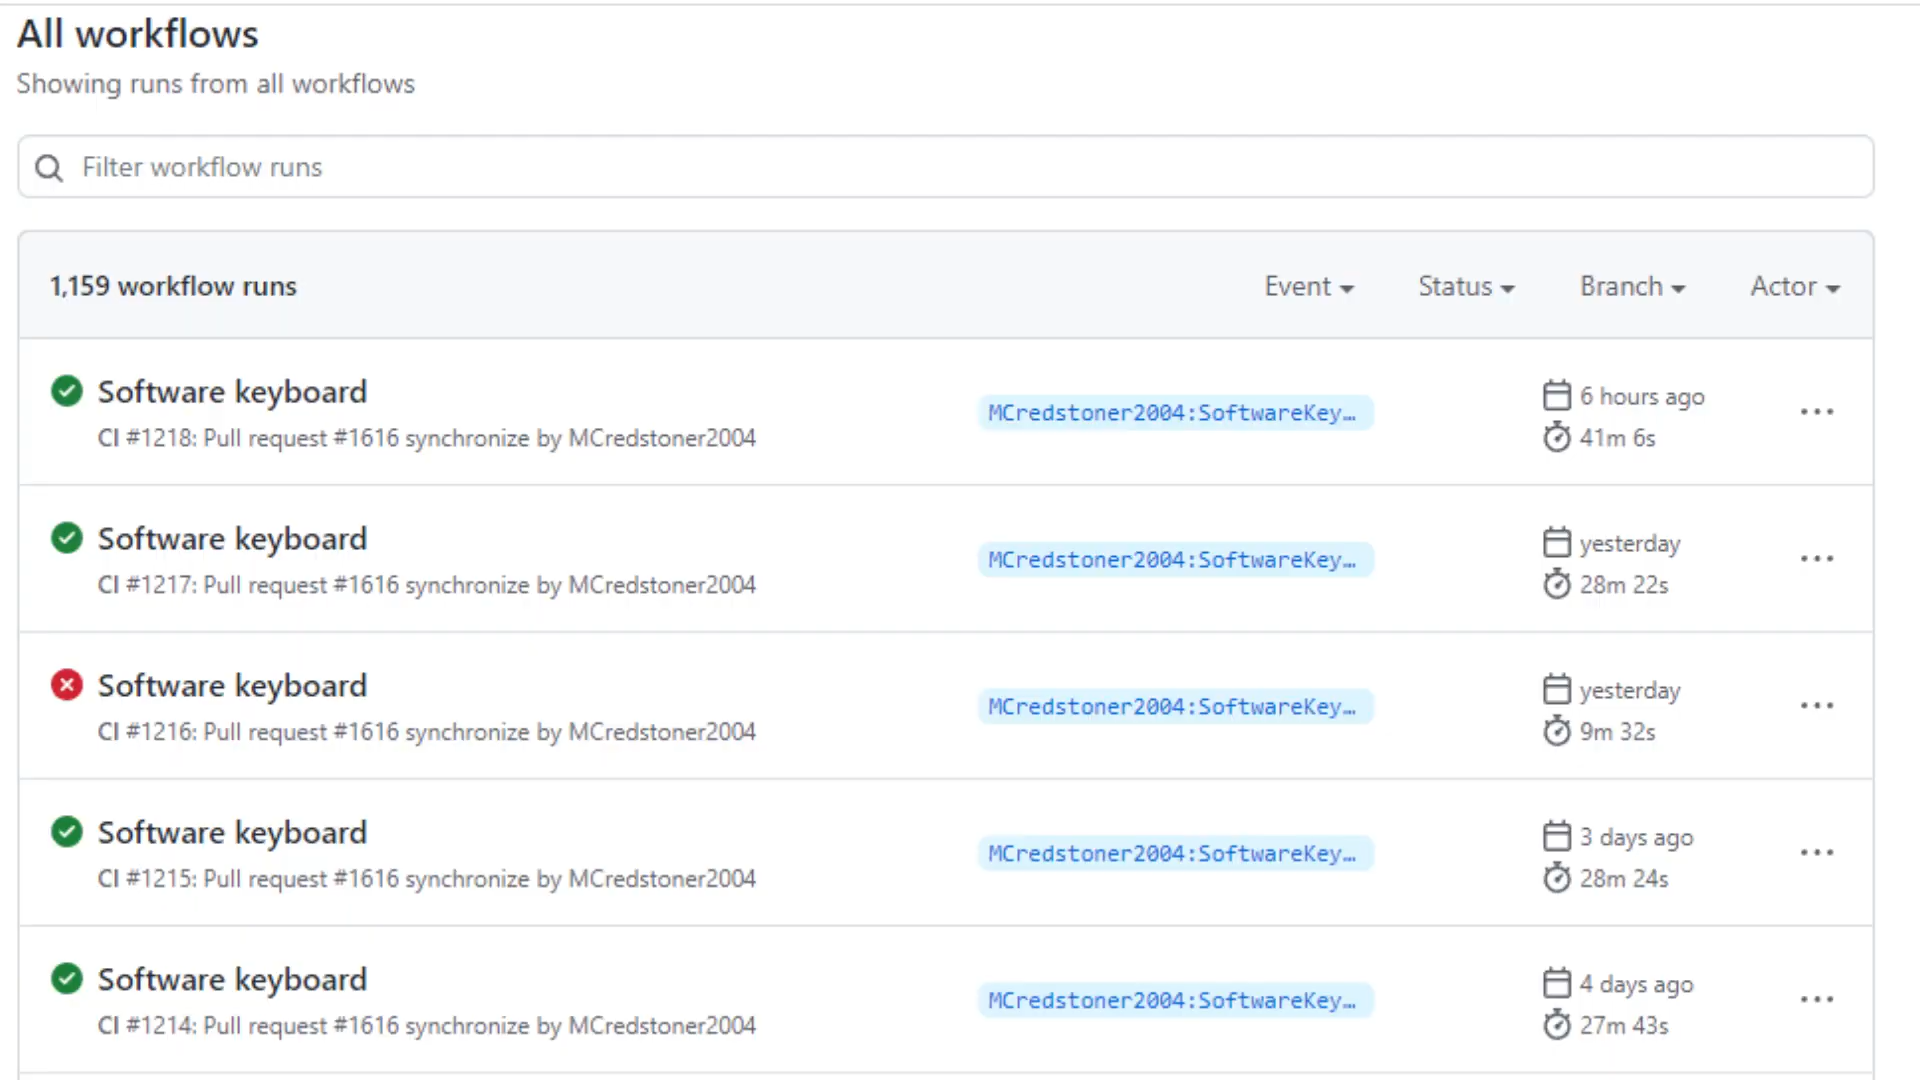 All workflows
Showing runs from all workflows
Filter workflow runs
1,159 workflow runs Event Status Branch Actor
Software keyboard
CI #1218: Pull request #1616 synchronize by MCredstoner2004
MCredstoner2004:SoftwareKey…
6 hours ago
41m 6s
Software keyboard
CI #1217: Pull request #1616 synchronize by MCredstoner2004
MCredstoner2004:SoftwareKey…
yesterday
28m 22s
Software keyboard
CI #1216: Pull request #1616 synchronize by MCredstoner2004
MCredstoner2004:SoftwareKey…
yesterday
9m 32s
Software keyboard
CI #1215: Pull request #1616 synchronize by MCredstoner2004
MCredstoner2004:SoftwareKey…
3 days ago
28m 24s
Software keyboard
CI #1214: Pull request #1616 synchronize by MCredstoner2004
MCredstoner2004:SoftwareKey…
4 days ago
27m 43s